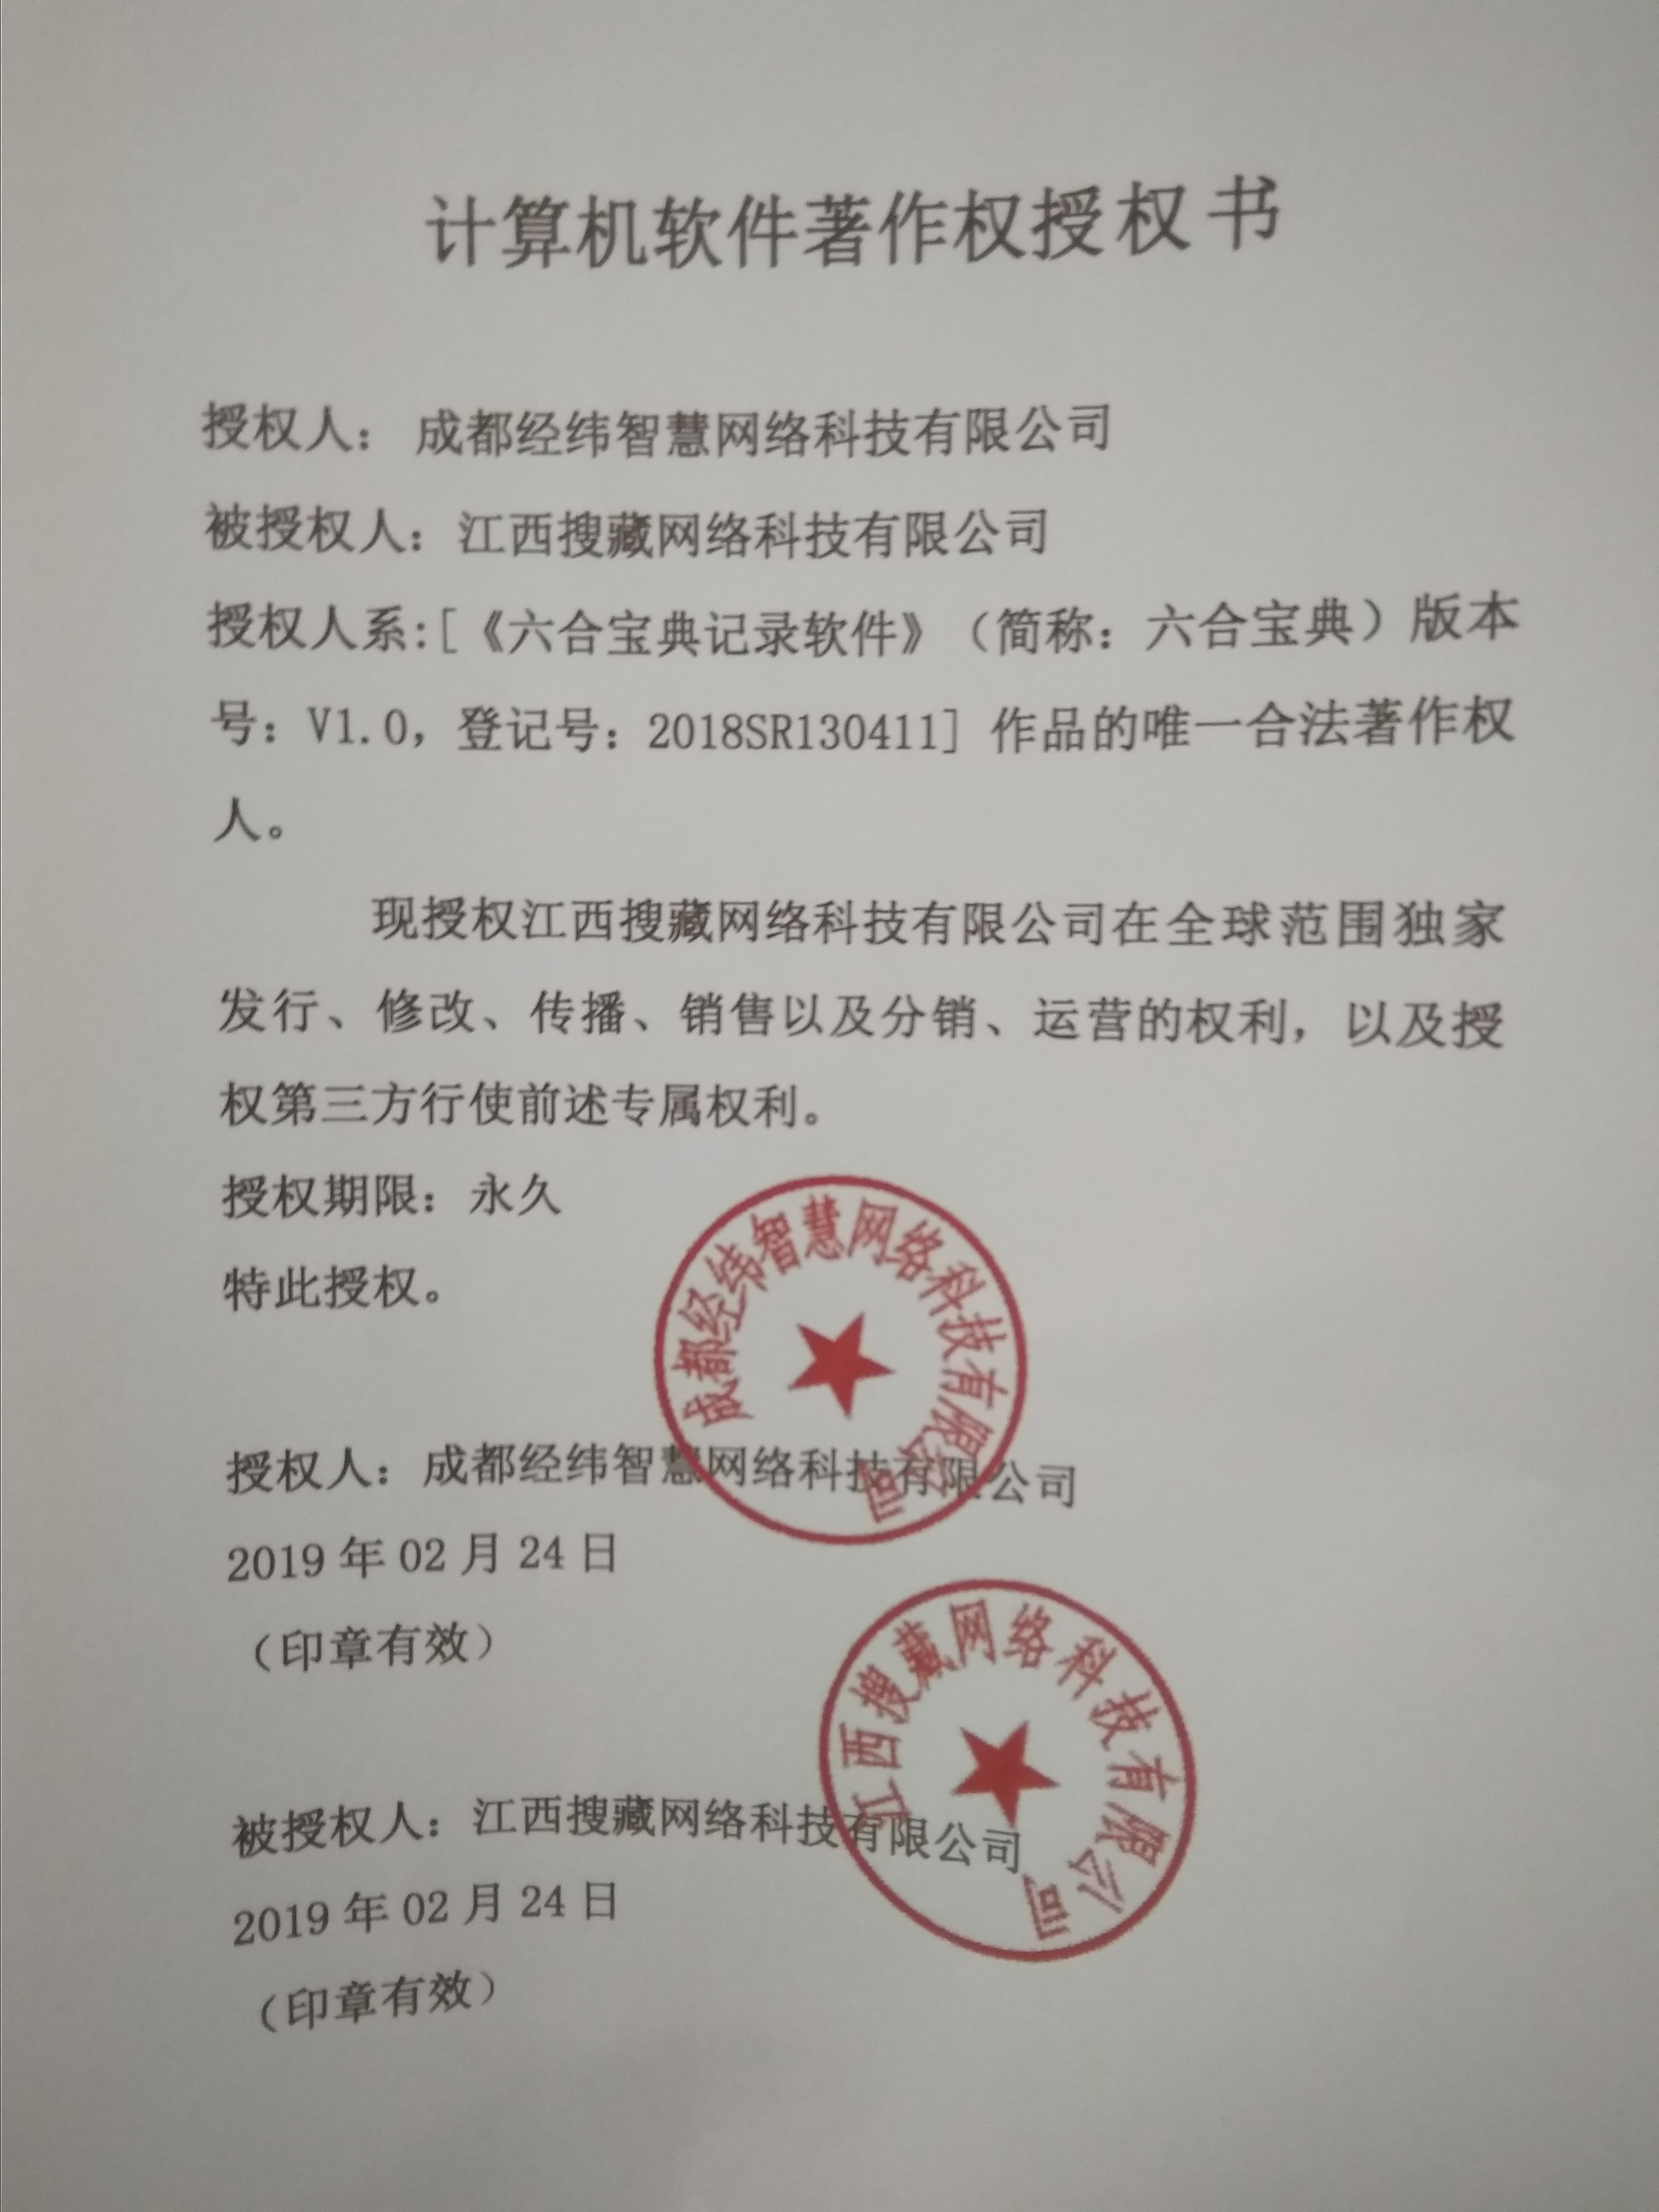 计算机软件著作权授权书
授权人： 成都经纬智慧网络科技有限公司
被授权人：江西搜藏网络科技有限公司
授权人系:[《六合宝典记录软件》（简称：六合宝典）版本
号：V1.0，登记号：2018SR130411] 作品的唯一合法著作权
人。
现授权江西搜藏网络科技有限公司在全球范围独家
发行、修改、传播、销售以及分销、运营的权利，以及授
权第三方行使前述专属权利。
授权期限：永久
特此授权。
成都经纬智慧网络科技有限公司
授权人：成都经纬智慧网络科技有限公司
2019 年 02 月 24 日
（印章有效）
江西搜藏网络科技有限公司
被授权人：江西搜藏网络科技有限公司
2019 年 02 月 24 日
（印章有效）